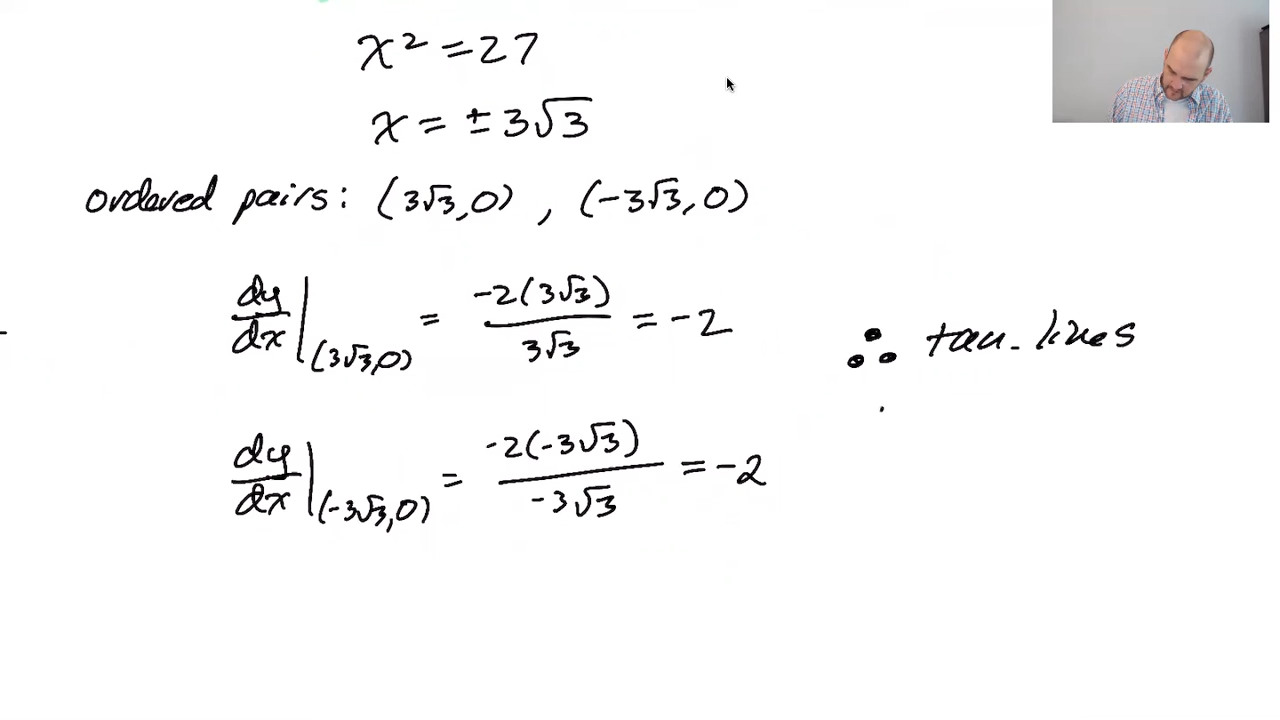 x² = 27
x = ± 3√3
ordered pairs: (3√3, 0) , (-3√3, 0)
dy/dx |(3√3, 0) = -2(3√3) / 3√3 = -2
∴ tan. lines
dy/dx |(-3√3, 0) = -2(-3√3) / -3√3 = -2